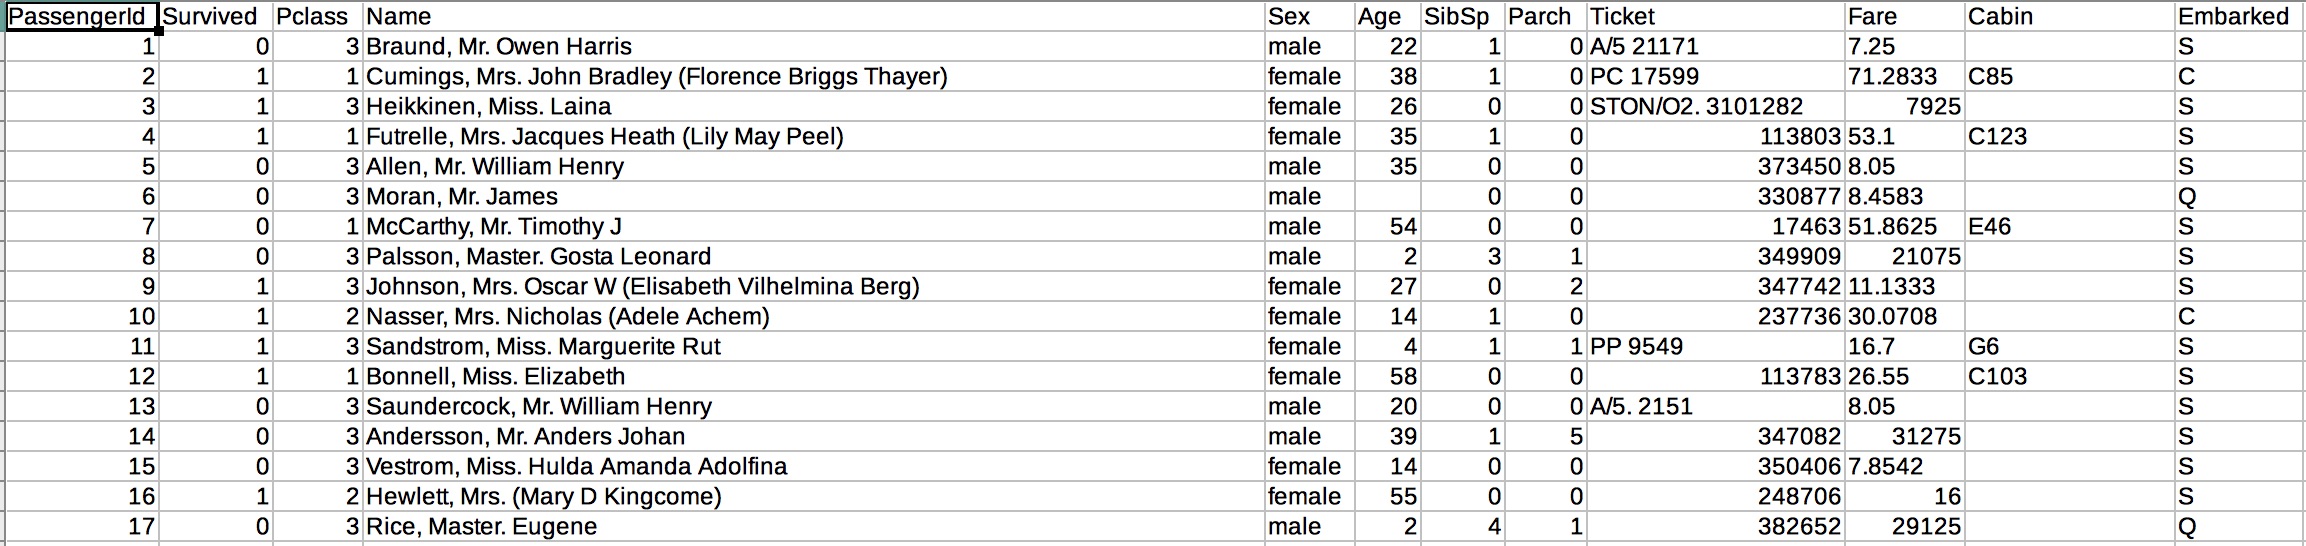 PassengerId Survived Pclass Name Sex Age SibSp Parch Ticket Fare Cabin Embarked
1 0 3 Braund, Mr. Owen Harris male 22 1 0 A/5 21171 7.25 S
2 1 1 Cumings, Mrs. John Bradley (Florence Briggs Thayer) female 38 1 0 PC 17599 71.2833 C85 C
3 1 3 Heikkinen, Miss. Laina female 26 0 0 STON/O2. 3101282 7925 S
4 1 1 Futrelle, Mrs. Jacques Heath (Lily May Peel) female 35 1 0 113803 53.1 C123 S
5 0 3 Allen, Mr. William Henry male 35 0 0 373450 8.05 S
6 0 3 Moran, Mr. James male 0 0 330877 8.4583 Q
7 0 1 McCarthy, Mr. Timothy J male 54 0 0 17463 51.8625 E46 S
8 0 3 Palsson, Master. Gosta Leonard male 2 3 1 349909 21075 S
9 1 3 Johnson, Mrs. Oscar W (Elisabeth Vilhelmina Berg) female 27 0 2 347742 11.1333 S
10 1 2 Nasser, Mrs. Nicholas (Adele Achem) female 14 1 0 237736 30.0708 C
11 1 3 Sandstrom, Miss. Marguerite Rut female 4 1 1 PP 9549 16.7 G6 S
12 1 1 Bonnell, Miss. Elizabeth female 58 0 0 113783 26.55 C103 S
13 0 3 Saundercock, Mr. William Henry male 20 0 0 A/5. 2151 8.05 S
14 0 3 Andersson, Mr. Anders Johan male 39 1 5 347082 31275 S
15 0 3 Vestrom, Miss. Hulda Amanda Adolfina female 14 0 0 350406 7.8542 S
16 1 2 Hewlett, Mrs. (Mary D Kingcome) female 55 0 0 248706 16 S
17 0 3 Rice, Master. Eugene male 2 4 1 382652 29125 Q